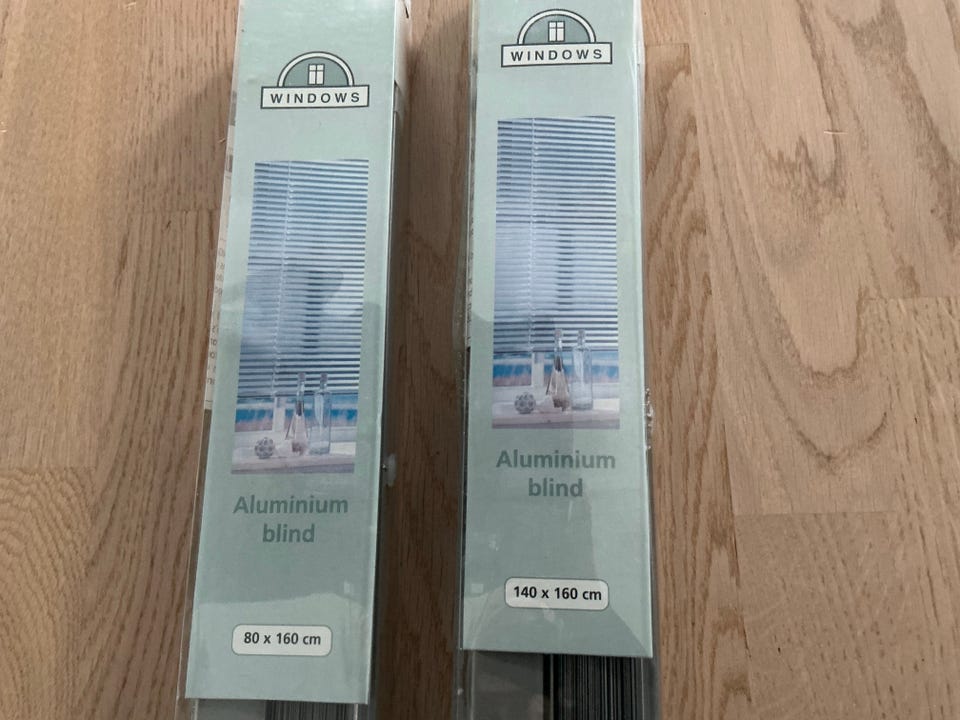 WINDOWS
Aluminium
blind
80 x 160 cm
WINDOWS
Aluminium
blind
140 x 160 cm